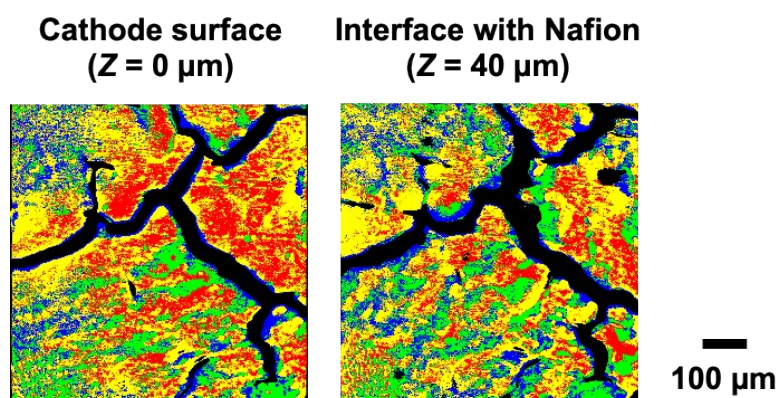 Cathode surface
(Z = 0 µm)
Interface with Nafion
(Z = 40 µm)
100 µm